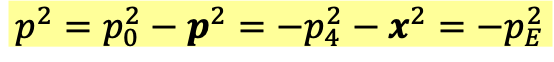 p² = p₀² − 𝒑² = −p₄² − 𝒙² = −p_E²